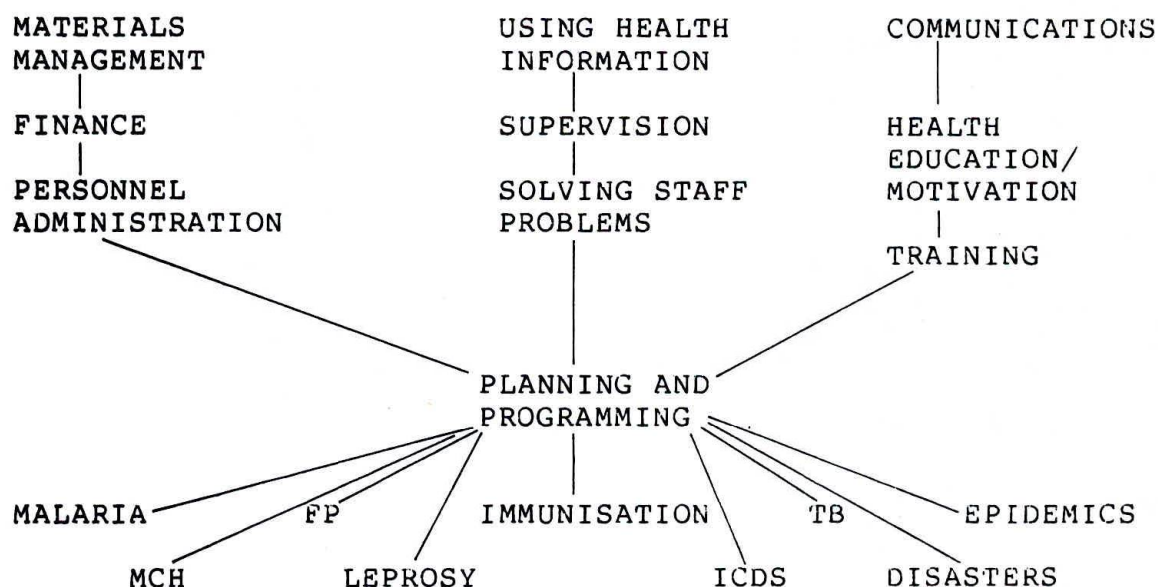 MATERIALS
MANAGEMENT
USING HEALTH
INFORMATION
COMMUNICATIONS
FINANCE
SUPERVISION
HEALTH
EDUCATION/
MOTIVATION
PERSONNEL
ADMINISTRATION
SOLVING STAFF
PROBLEMS
TRAINING
PLANNING AND
PROGRAMMING
MALARIA
FP
IMMUNISATION
TB
EPIDEMICS
MCH
LEPROSY
ICDS
DISASTERS